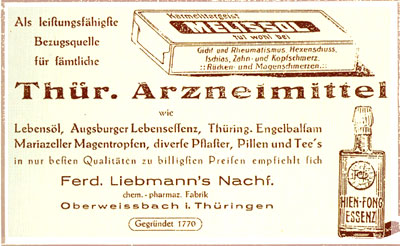 Als leistungsfähigste
Bezugsquelle
für sämtliche
Karmelitergeist
MELISSOL
tut wohl bei
Gicht und Rheumatismus, Hexenschuss,
Ischias, Zahn- und Kopfschmerz,
::Rücken- und Magenschmerzen.::
Thür. Arzneimittel
wie
Lebensöl, Augsburger Lebensessenz, Thüring. Engelbalsam
Mariazeller Magentropfen, diverse Pflaster, Pillen und Tee's
in nur besten Qualitäten zu billigsten Preisen empfiehlt sich
Ferd. Liebmann's Nachf.
chem.-pharmaz. Fabrik
Oberweissbach i. Thüringen
Gegründet 1770
HIEN-FONG
ESSENZ